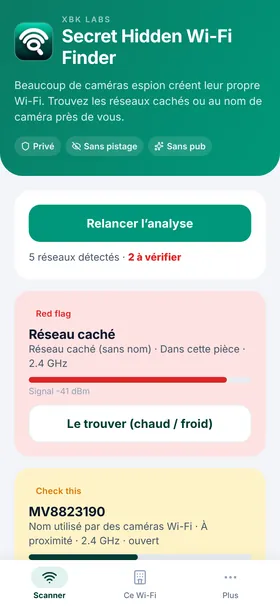 XBK LABS
Secret Hidden Wi-Fi
Finder
Beaucoup de caméras espion créent leur propre
Wi-Fi. Trouvez les réseaux cachés ou au nom de
caméra près de vous.
Privé
Sans pistage
Sans pub
Relancer l’analyse
5 réseaux détectés · 2 à vérifier
Red flag
Réseau caché
Réseau caché (sans nom) · Dans cette pièce ·
2.4 GHz
Signal −41 dBm
Le trouver (chaud / froid)
Check this
MV8823190
Nom utilisé par des caméras Wi-Fi · À
proximité · 2.4 GHz · ouvert
Scanner
Ce Wi-Fi
Plus